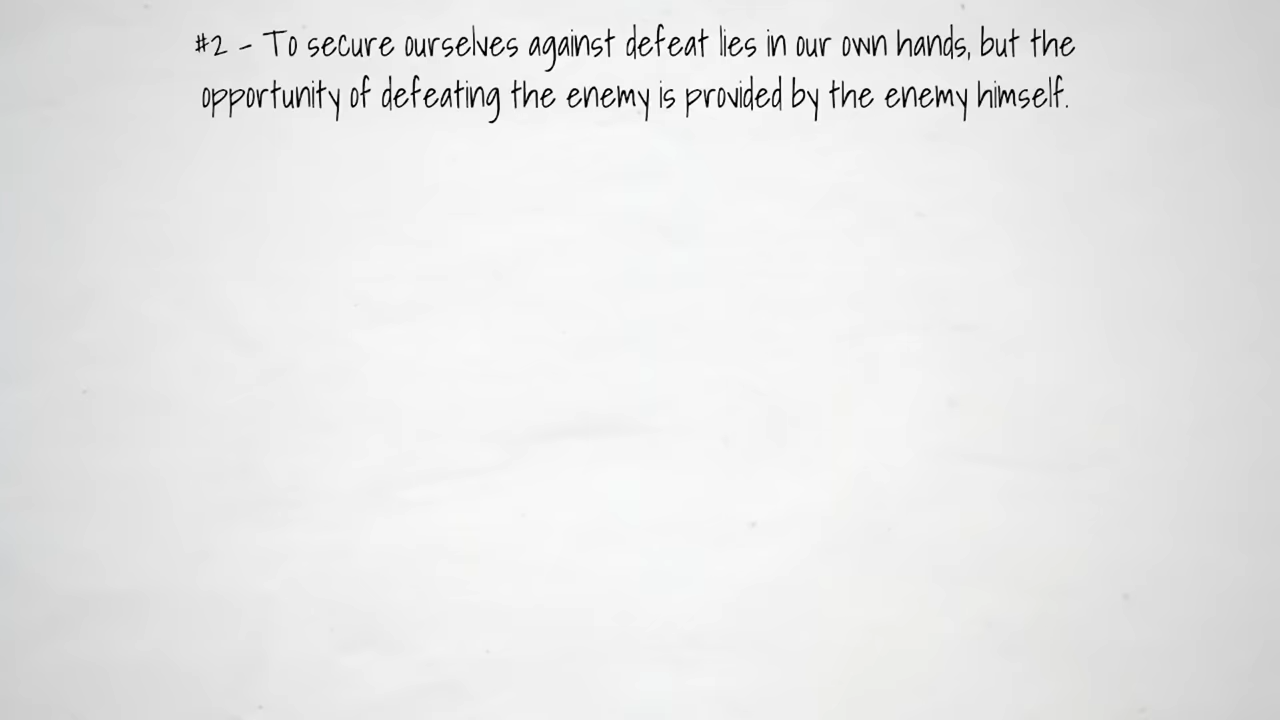 #2 - To secure ourselves against defeat lies in our own hands, but the
opportunity of defeating the enemy is provided by the enemy himself.